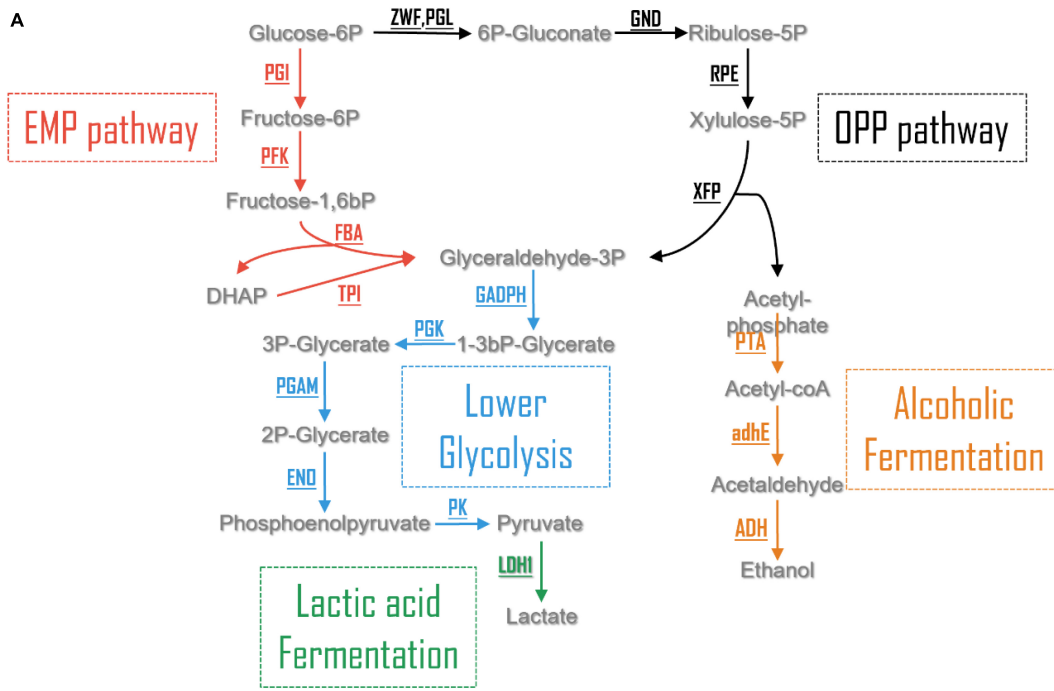 A
Glucose-6P
ZWF,PGL
6P-Gluconate
GND
Ribulose-5P
PGI
RPE
EMP pathway
Fructose-6P
Xylulose-5P
OPP pathway
PFK
Fructose-1,6bP
XFP
FBA
Glyceraldehyde-3P
DHAP
TPI
GADPH
Acetyl-
phosphate
PTA
3P-Glycerate
PGK
1-3bP-Glycerate
PGAM
Lower
Glycolysis
Acetyl-coA
Alcoholic
Fermentation
2P-Glycerate
adhE
ENO
Acetaldehyde
Phosphoenolpyruvate
PK
Pyruvate
ADH
LDH1
Ethanol
Lactic acid
Fermentation
Lactate